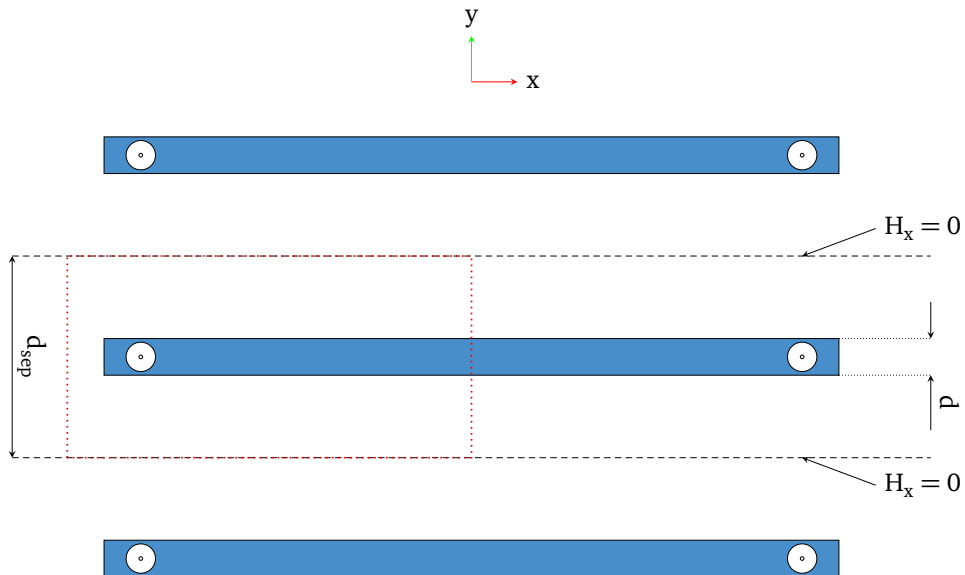 y
x
Hₓ = 0
dₛₑₚ
d
Hₓ = 0